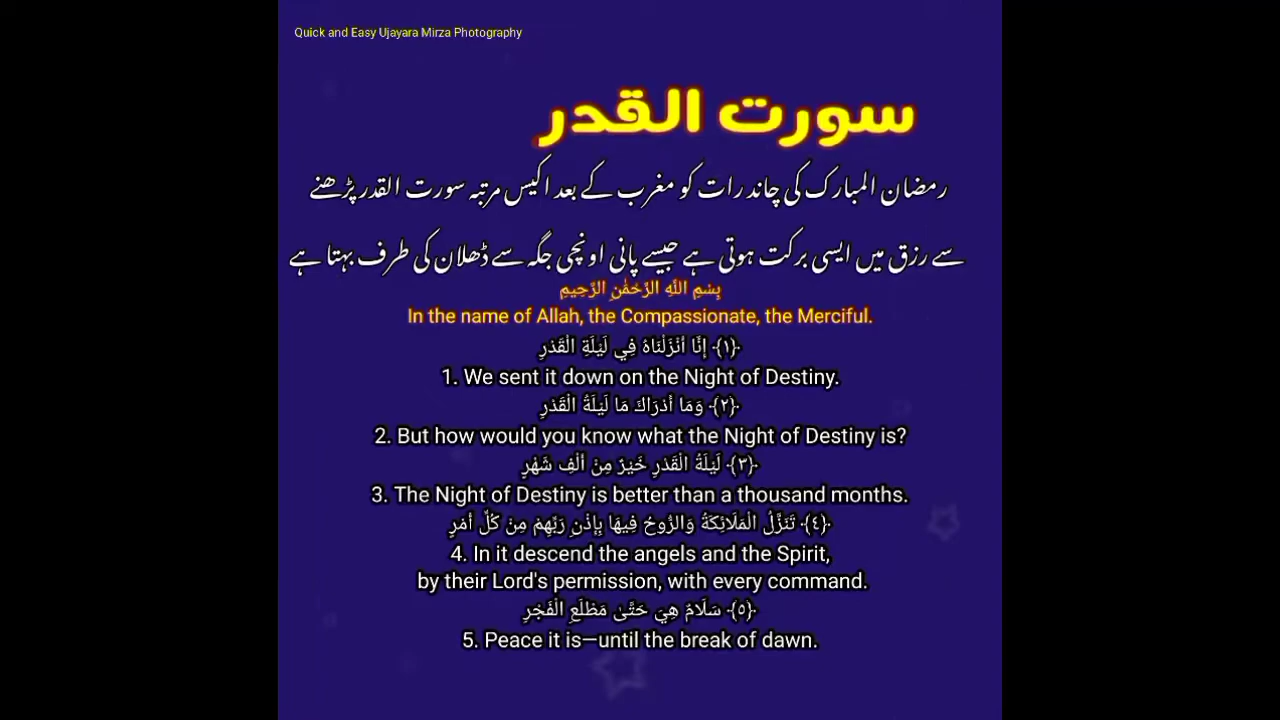 Quick and Easy Ujayara Mirza Photography
سورت القدر
رمضان المبارک کی چاند رات کو مغرب کے بعد اکیس مرتبہ سورت القدر پڑھنے
سے رزق میں ایسی برکت ہوتی ہے جیسے پانی اونچی جگہ سے ڈھلان کی طرف بہتا ہے
بِسْمِ اللَّهِ الرَّحْمَٰنِ الرَّحِيمِ
In the name of Allah, the Compassionate, the Merciful.
﴿١﴾ إِنَّا أَنْزَلْنَاهُ فِي لَيْلَةِ الْقَدْرِ
1. We sent it down on the Night of Destiny.
﴿٢﴾ وَمَا أَدْرَاكَ مَا لَيْلَةُ الْقَدْرِ
2. But how would you know what the Night of Destiny is?
﴿٣﴾ لَيْلَةُ الْقَدْرِ خَيْرٌ مِنْ أَلْفِ شَهْرٍ
3. The Night of Destiny is better than a thousand months.
﴿٤﴾ تَنَزَّلُ الْمَلَائِكَةُ وَالرُّوحُ فِيهَا بِإِذْنِ رَبِّهِمْ مِنْ كُلِّ أَمْرٍ
4. In it descend the angels and the Spirit,
by their Lord's permission, with every command.
﴿٥﴾ سَلَامٌ هِيَ حَتَّىٰ مَطْلَعِ الْفَجْرِ
5. Peace it is—until the break of dawn.